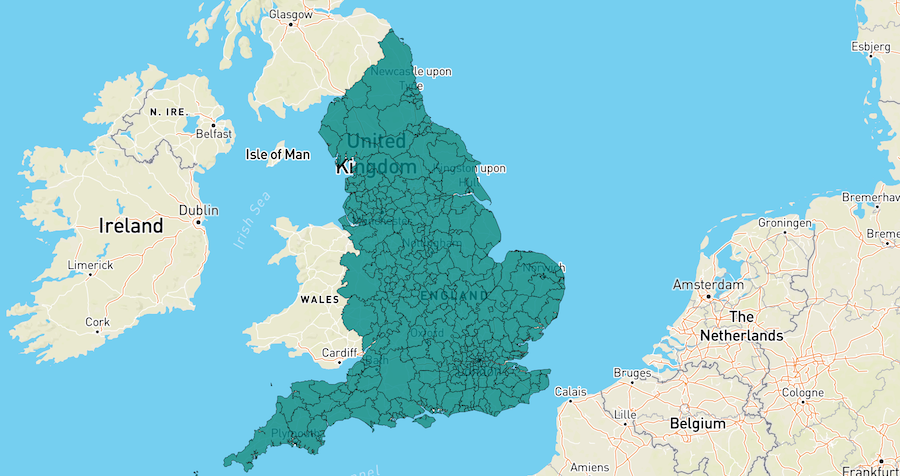 Glasgow
Esbjerg
Newcastle upon
Tyne
N. IRE.
Belfast
United
Kingdom
Isle of Man
Kingston upon
Hull
Bremerhav
Irish Sea
Dublin
Ireland
Manchester
Groningen
Breme
Nottingham
Limerick
Norwich
WALES
ENGLAND
Amsterdam
The
Netherlands
Cork
Oxford
Cardiff
London
Bruges
Calais
Cologne
Lille
Belgium
Plymouth
Amiens
Frankfurt